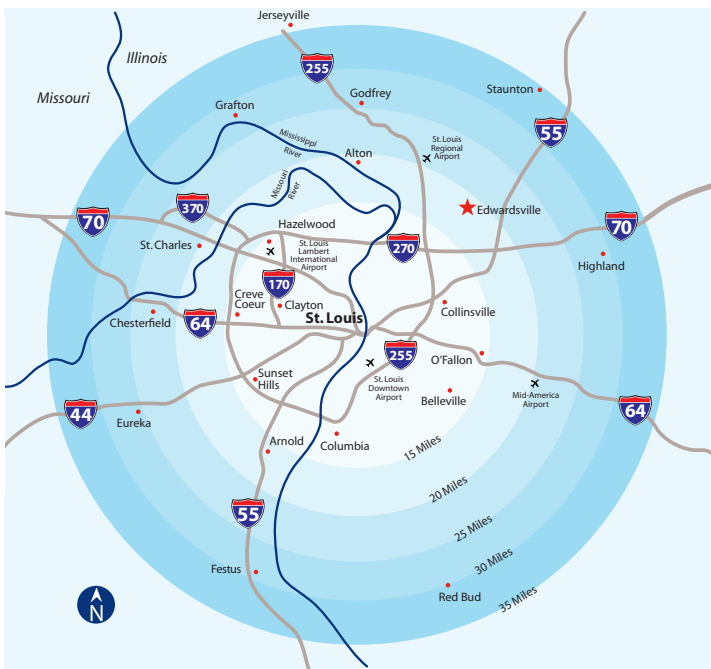 Jerseyville
Illinois
255
Staunton
Missouri
Godfrey
Grafton
55
Mississippi
River
St. Louis
Regional
Airport
Alton
Missouri
River
370
Edwardsville
70
Hazelwood
70
St. Charles
270
St. Louis
Lambert
International
Airport
Highland
170
Creve
Coeur
Clayton
Collinsville
Chesterfield
64
St. Louis
255
O'Fallon
Sunset
Hills
St. Louis
Downtown
Airport
Belleville
Mid-America
Airport
44
64
Eureka
Arnold
Columbia
15 Miles
20 Miles
55
25 Miles
Festus
30 Miles
Red Bud
35 Miles
N